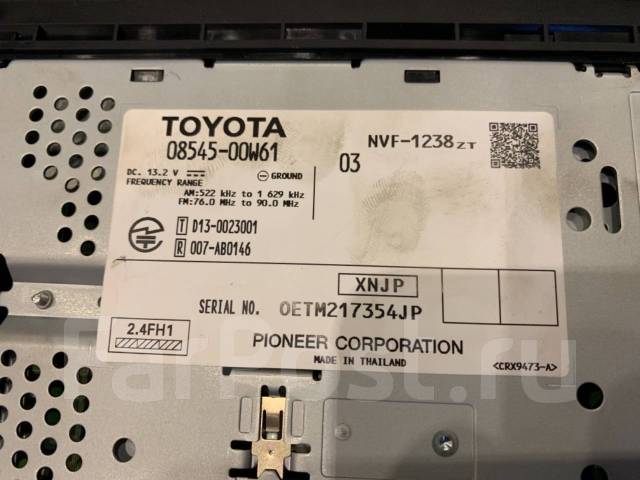 TOYOTA
08545-00W61
03
NVF-1238ZT
DC. 13.2 V
GROUND
FREQUENCY RANGE
AM:522 kHz to 1 629 kHz
FM:76.0 MHz to 90.0 MHz
T D13-0023001
R 007-AB0146
XNJP
SERIAL NO. OETM217354JP
2.4FH1
PIONEER CORPORATION
MADE IN THAILAND
<CRX9473-A>
FarPost.ru